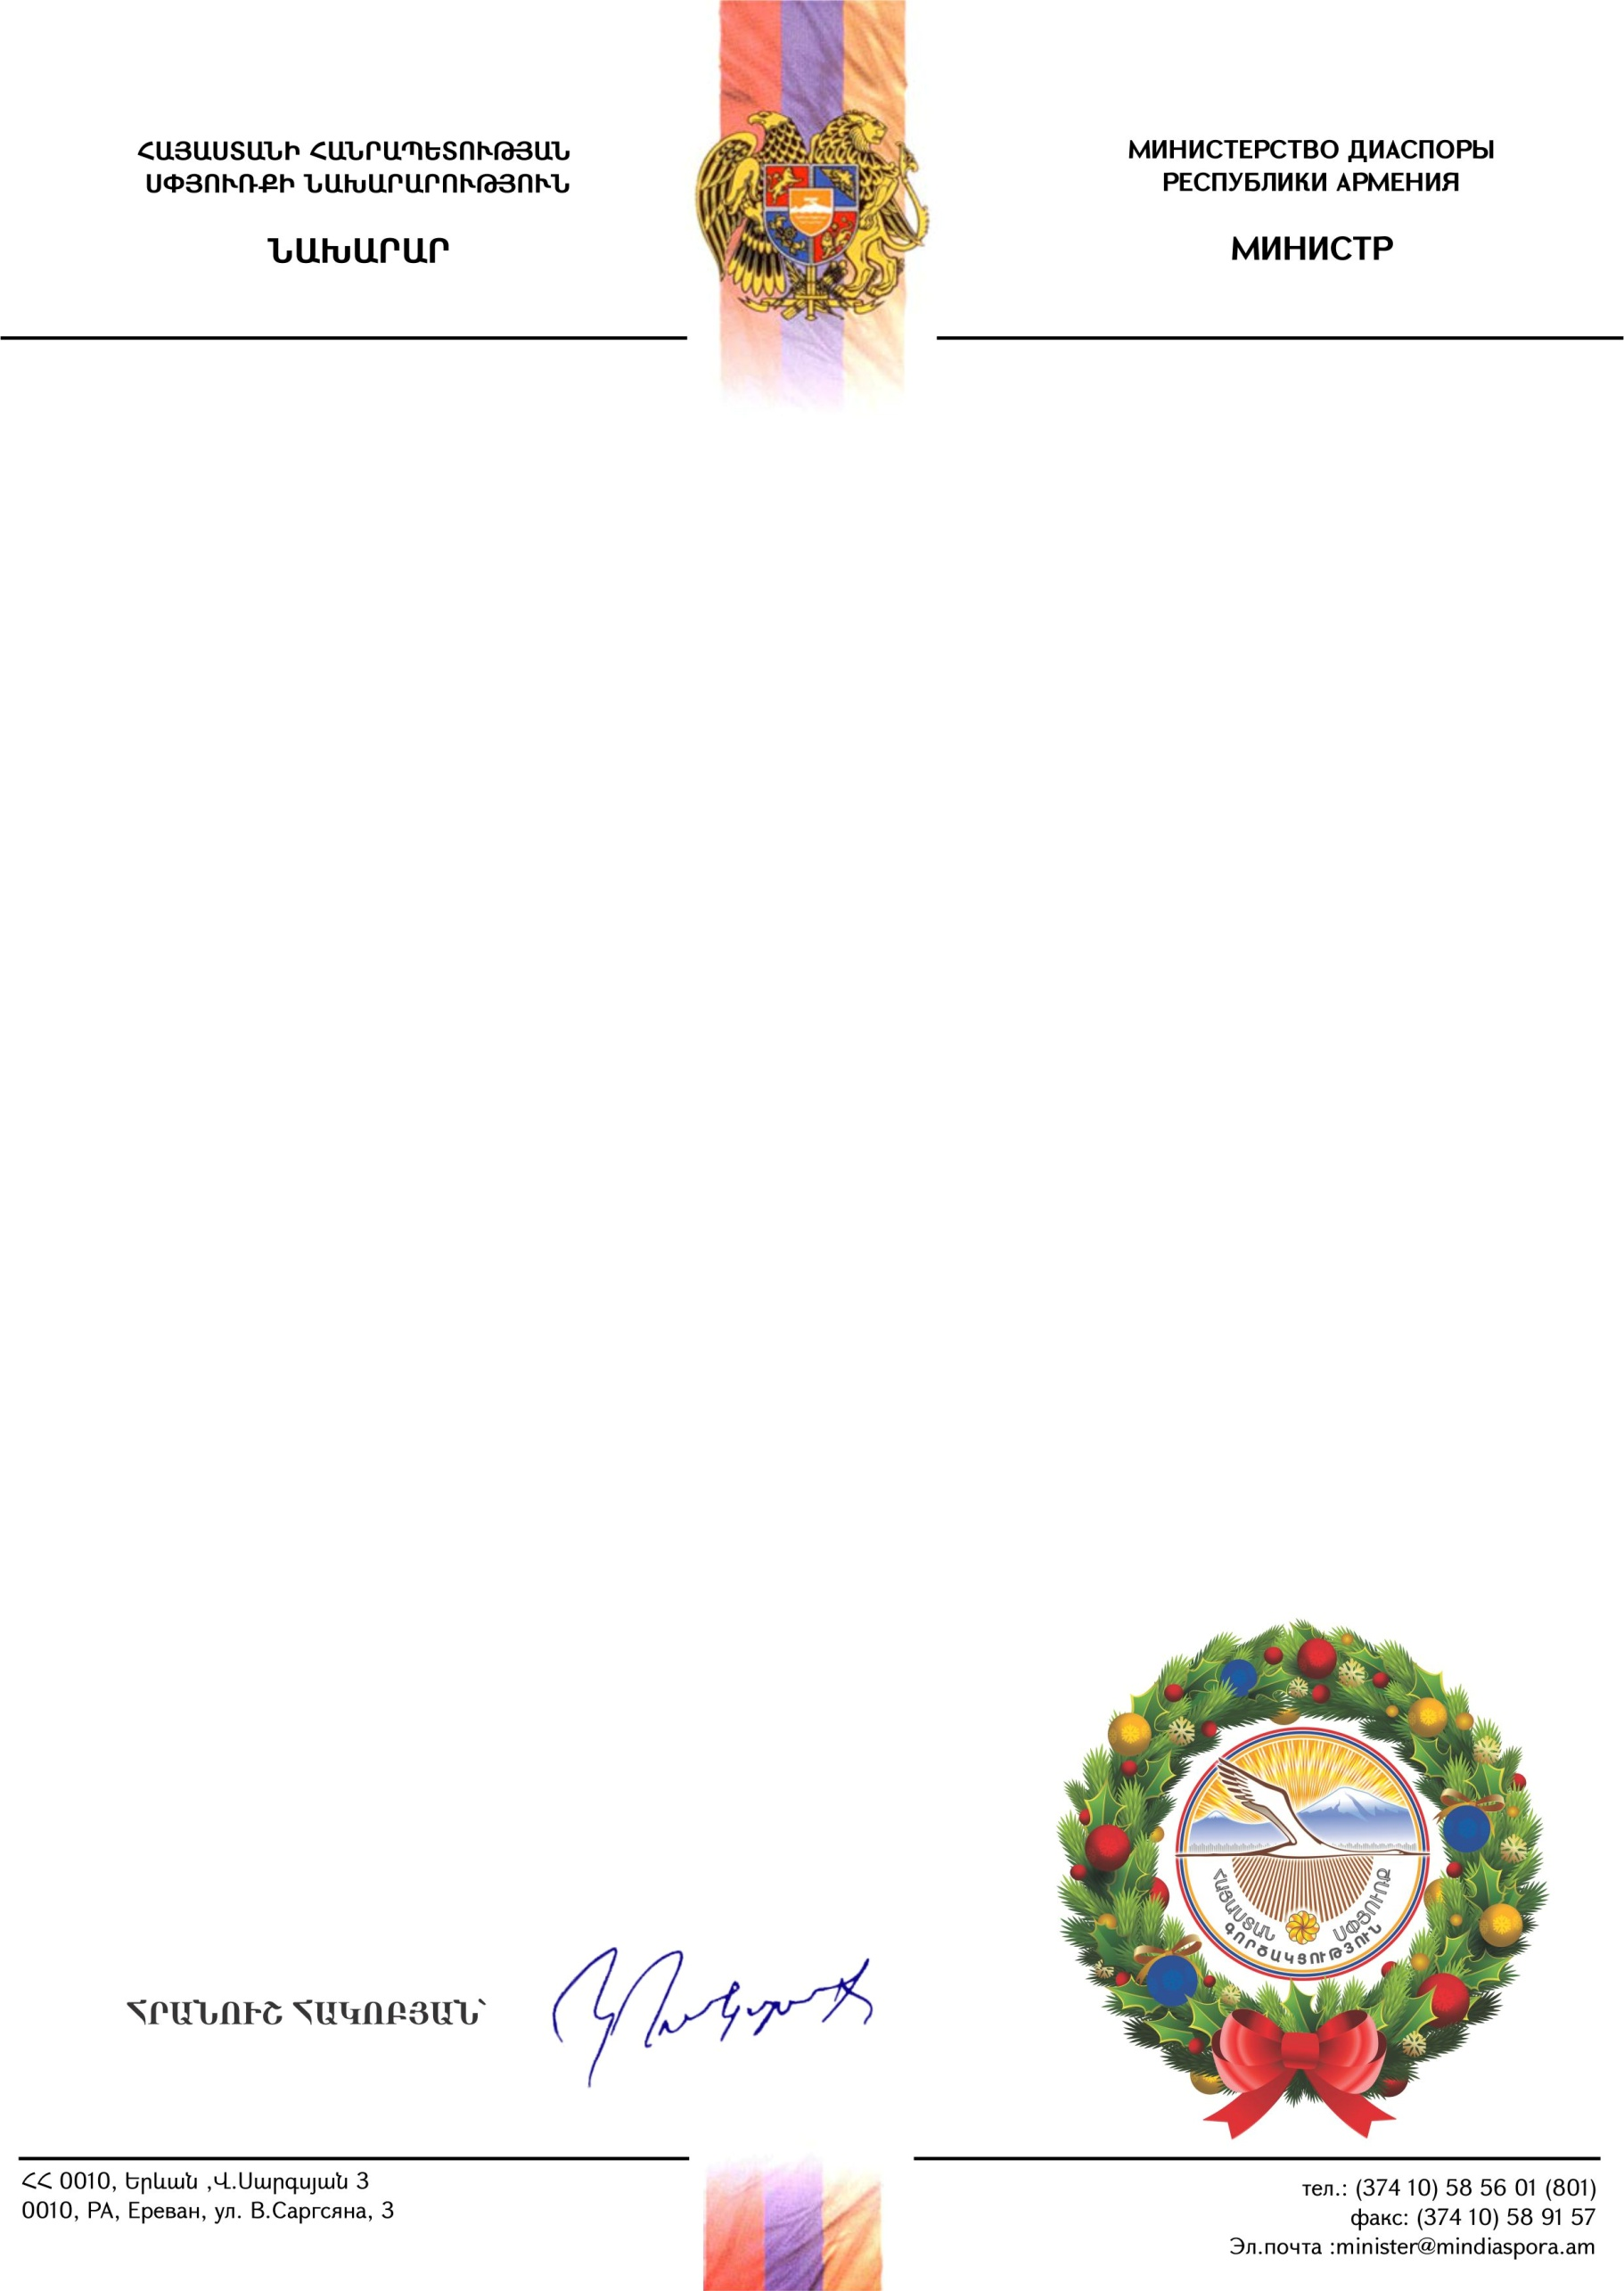 ՀԱՅԱՍՏԱՆԻ ՀԱՆՐԱՊԵՏՈՒԹՅԱՆ
ՍՓՅՈՒՌՔԻ ՆԱԽԱՐԱՐՈՒԹՅՈՒՆ
ՆԱԽԱՐԱՐ
МИНИСТЕРСТВО ДИАСПОРЫ
РЕСПУБЛИКИ АРМЕНИЯ
МИНИСТР
ՀԱՅԱՍՏԱՆ ՍՓՅՈՒՌՔ
ԳՈՐԾԱԿՑՈՒԹՅՈՒՆ
ՀՐԱՆՈՒՇ ՀԱԿՈԲՅԱՆ՝
ՀՀ 0010, Երևան ,Վ.Սարգսյան 3
0010, РА, Ереван, ул. В.Саргсяна, 3
тел.: (374 10) 58 56 01 (801)
факс: (374 10) 58 91 57
Эл.почта :minister@mindiaspora.am